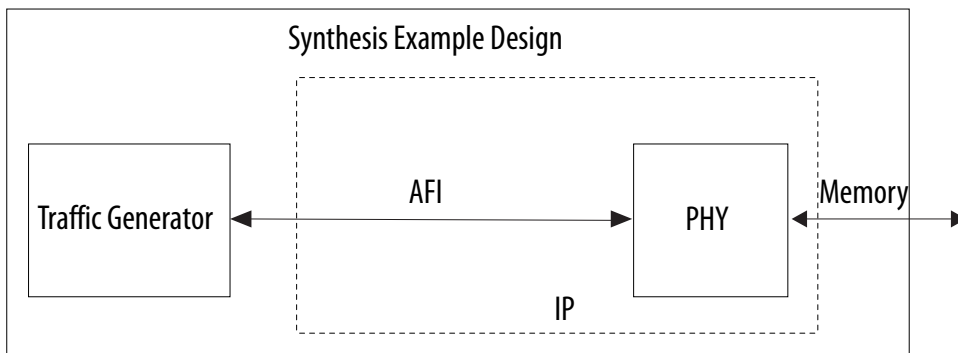 Synthesis Example Design
AFI
Memory
Traffic Generator
PHY
IP